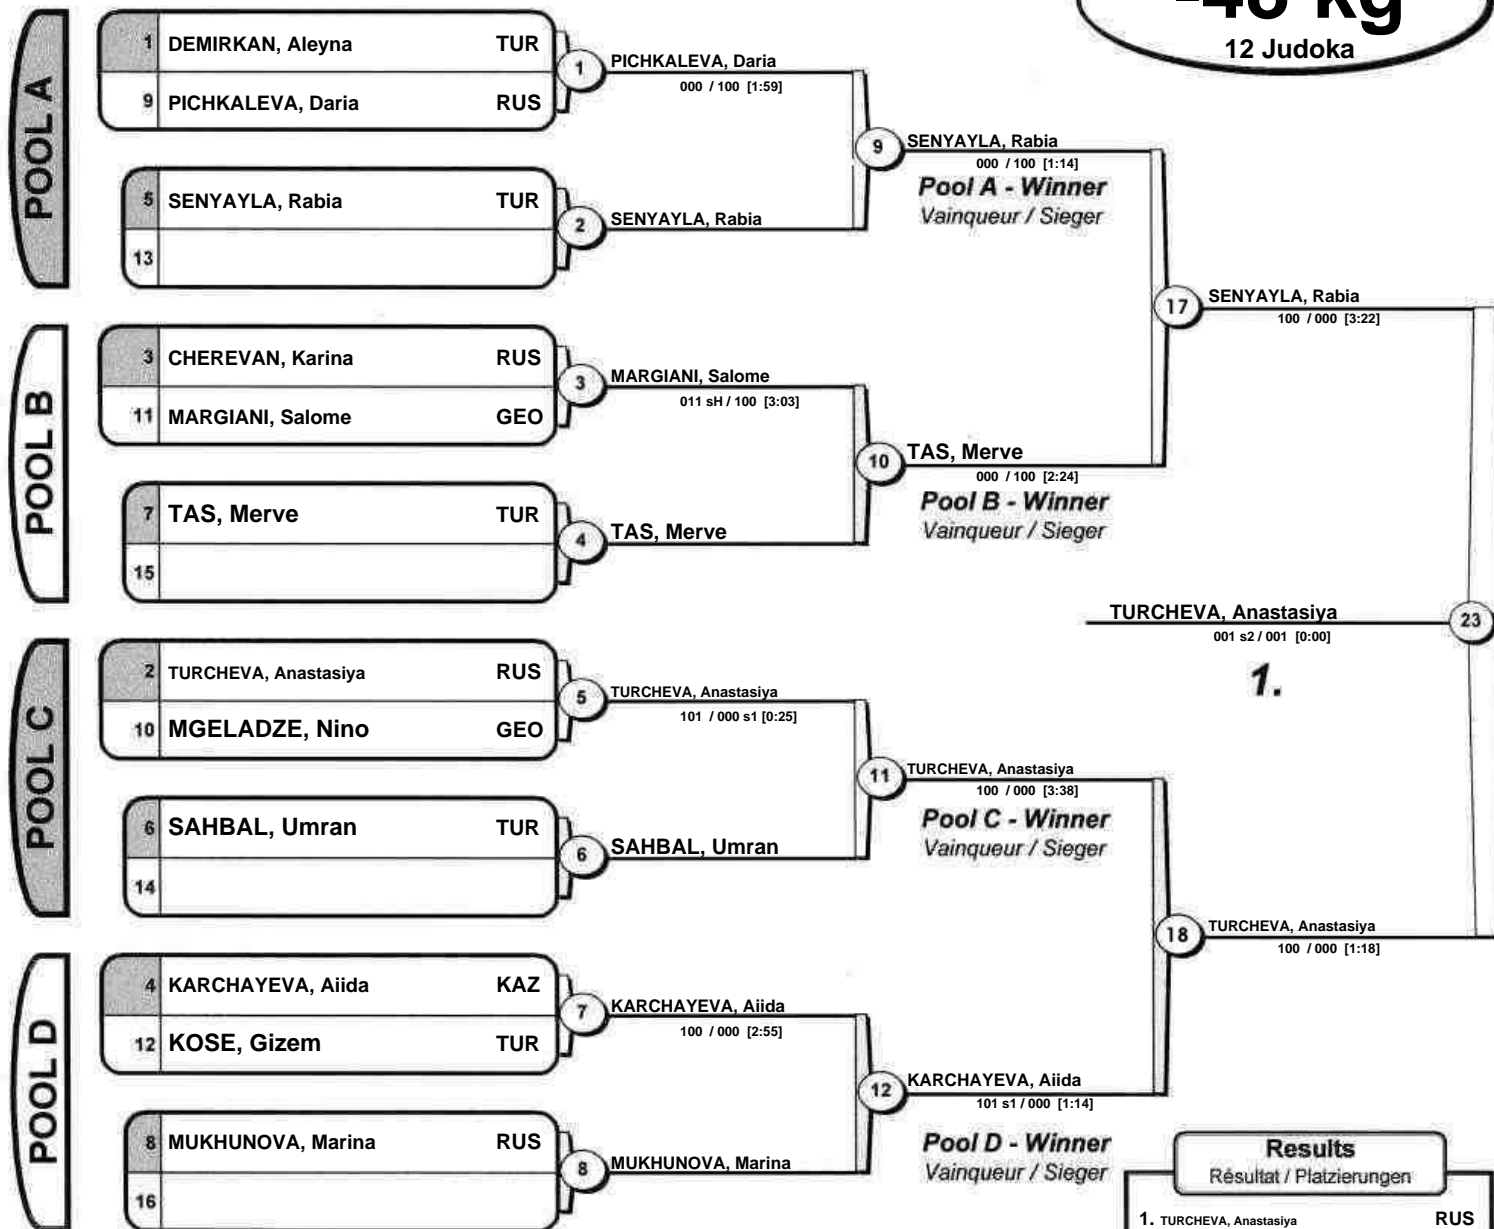 -48 kg
12 Judoka
POOL A
1 DEMIRKAN, Aleyna TUR
9 PICHKALEVA, Daria RUS
1
PICHKALEVA, Daria
000 / 100 [1:59]
5 SENYAYLA, Rabia TUR
13
2
SENYAYLA, Rabia
9
SENYAYLA, Rabia
000 / 100 [1:14]
Pool A - Winner
Vainqueur / Sieger
POOL B
3 CHEREVAN, Karina RUS
11 MARGIANI, Salome GEO
3
MARGIANI, Salome
011 sH / 100 [3:03]
7 TAS, Merve TUR
15
4
TAS, Merve
10
TAS, Merve
000 / 100 [2:24]
Pool B - Winner
Vainqueur / Sieger
17
SENYAYLA, Rabia
100 / 000 [3:22]
TURCHEVA, Anastasiya
001 s2 / 001 [0:00]
1.
23
POOL C
2 TURCHEVA, Anastasiya RUS
10 MGELADZE, Nino GEO
5
TURCHEVA, Anastasiya
101 / 000 s1 [0:25]
6 SAHBAL, Umran TUR
14
6
SAHBAL, Umran
11
TURCHEVA, Anastasiya
100 / 000 [3:38]
Pool C - Winner
Vainqueur / Sieger
18
TURCHEVA, Anastasiya
100 / 000 [1:18]
POOL D
4 KARCHAYEVA, Aiida KAZ
12 KOSE, Gizem TUR
7
KARCHAYEVA, Aiida
100 / 000 [2:55]
8 MUKHUNOVA, Marina RUS
16
8
MUKHUNOVA, Marina
12
KARCHAYEVA, Aiida
101 s1 / 000 [1:14]
Pool D - Winner
Vainqueur / Sieger
Results
Résultat / Platzierungen
1. TURCHEVA, Anastasiya RUS